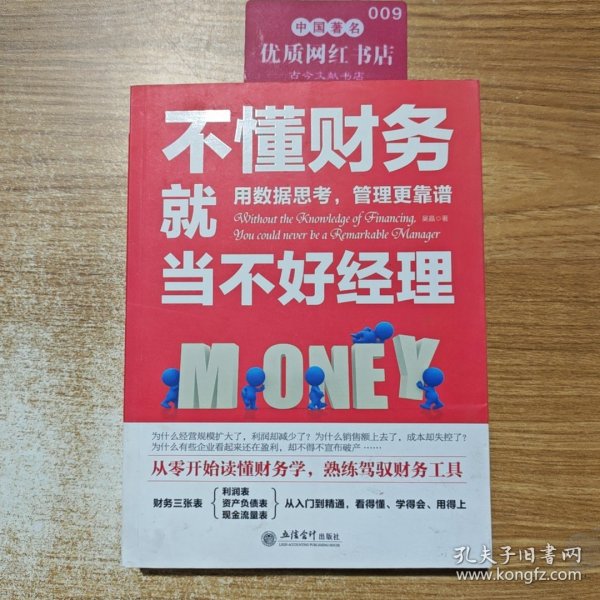 009
中国著名
优质网红书店
古今文献书店
不懂财务
就
用数据思考，管理更靠谱
Without the Knowledge of Financing,
You could never be a Remarkable Manager
著
当不好经理
MONEY
为什么经营规模扩大了，利润却减少了？为什么销售额上去了，成本却失控了？
为什么有些企业看起来还在盈利，却不得不宣布破产……
从零开始读懂财务学，熟练驾驭财务工具
财务三张表
利润表
资产负债表
现金流量表
从入门到精通，看得懂、学得会、用得上
立信会计出版社
LIXIN ACCOUNTING PUBLISHING HOUSE
孔夫子旧书网
www.kongfz.com